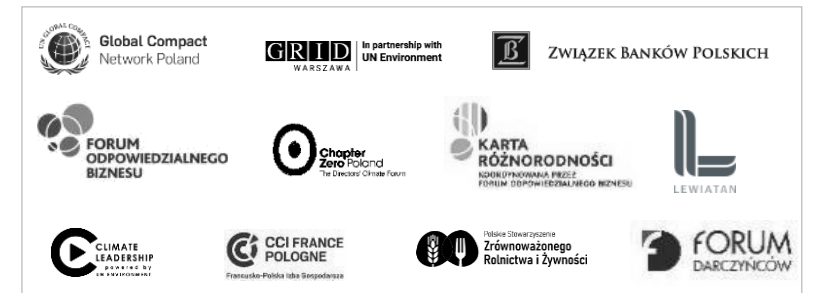 UN GLOBAL COMPACT
Global Compact
Network Poland
GRID
WARSZAWA
In partnership with
UN Environment
ZWIĄZEK BANKÓW POLSKICH
FORUM
ODPOWIEDZIALNEGO
BIZNESU
Chapter
Zero Poland
The Directors' Climate Forum
KARTA
RÓŻNORODNOŚCI
KOORDYNOWANA PRZEZ
FORUM ODPOWIEDZIALNEGO BIZNESU
LEWIATAN
CLIMATE
LEADERSHIP
powered by
UN ENVIRONMENT
CCI FRANCE
POLOGNE
Francusko-Polska Izba Gospodarcza
Polskie Stowarzyszenie
Zrównoważonego
Rolnictwa i Żywności
FORUM
DARCZYŃCÓW